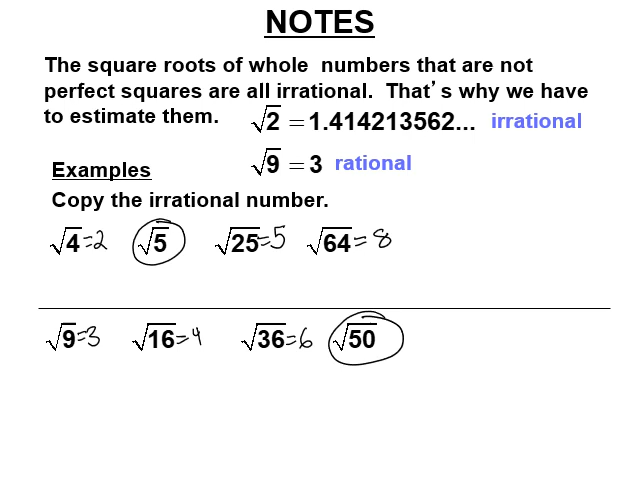 NOTES
The square roots of whole numbers that are not
perfect squares are all irrational. That's why we have
to estimate them. √2 = 1.414213562... irrational
√9 = 3 rational
Examples
Copy the irrational number.
√4 =2 √5 √25 =5 √64 = 8
√9 =3 √16 =4 √36 =6 √50